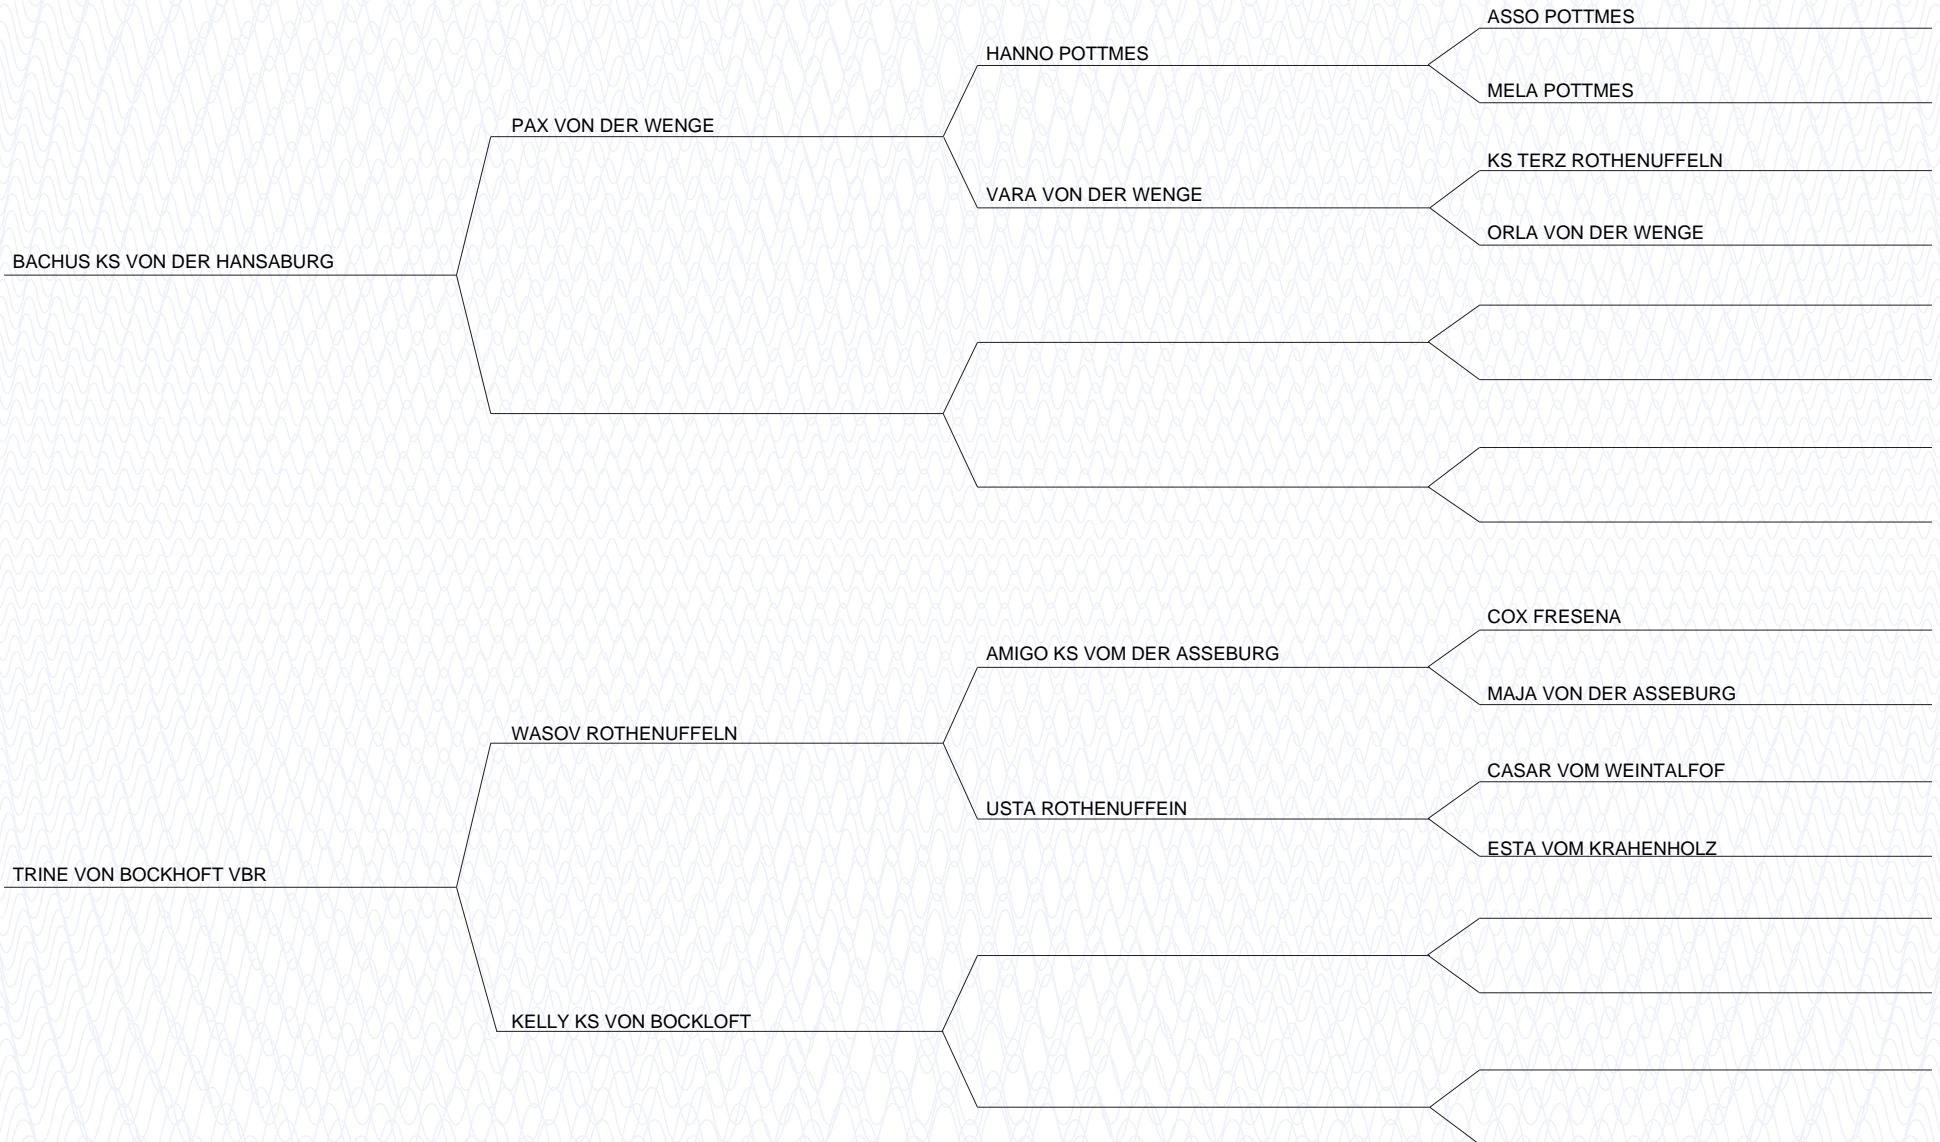 ASSO POTTMES
HANNO POTTMES
MELA POTTMES
PAX VON DER WENGE
KS TERZ ROTHENUFFELN
VARA VON DER WENGE
ORLA VON DER WENGE
BACHUS KS VON DER HANSABURG
COX FRESENA
AMIGO KS VOM DER ASSEBURG
MAJA VON DER ASSEBURG
WASOV ROTHENUFFELN
CASAR VOM WEINTALFOF
USTA ROTHENUFFEIN
ESTA VOM KRAHENHOLZ
TRINE VON BOCKHOFT VBR
KELLY KS VON BOCKLOFT